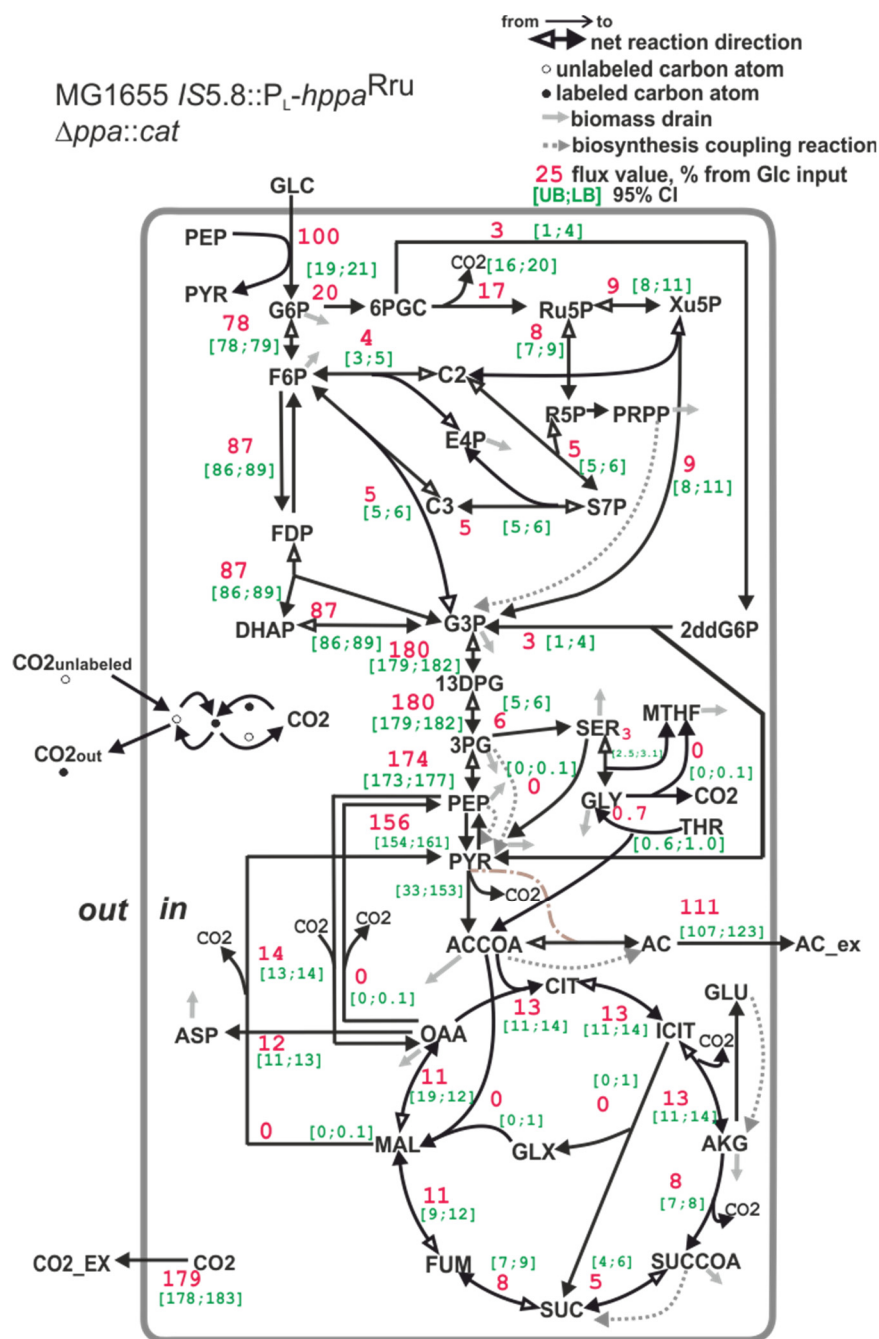 from to
net reaction direction
MG1655 IS5.8::PL-hppaRru
unlabeled carbon atom
labeled carbon atom
Δppa::cat
biomass drain
biosynthesis coupling reaction
25 flux value, % from Glc input
[UB;LB] 95% CI
GLC
PEP
100
3
[1;4]
[19;21]
CO2
[16;20]
PYR
20
17
9
[8;11]
G6P
6PGC
Ru5P
Xu5P
78
[78;79]
4
[3;5]
8
[7;9]
F6P
C2
R5P
PRPP
E4P
87
[86;89]
5
[5;6]
9
[8;11]
5
[5;6]
C3
5
[5;6]
S7P
FDP
87
[86;89]
87
DHAP
[86;89]
G3P
3
[1;4]
2ddG6P
180
[179;182]
CO2unlabeled
13DPG
CO2
180
[179;182]
[5;6]
6
SER
3
[2.5;3.1]
MTHF
CO2out
3PG
174
[173;177]
[0;0.1]
0
0
[0;0.1]
PEP
GLY
CO2
0.7
THR
156
[154;161]
[0.6;1.0]
PYR
[33;153]
CO2
out in
CO2
CO2
CO2
111
[107;123]
ACCOA
AC
AC_ex
14
[13;14]
0
[0;0.1]
CIT
GLU
13
[11;14]
13
[11;14]
ASP
OAA
ICIT
CO2
12
[11;13]
11
[19;12]
[0;1]
0
[0;1]
0
13
[11;14]
0
[0;0.1]
MAL
GLX
AKG
11
[9;12]
8
[7;8]
CO2
CO2_EX
CO2
FUM
[7;9]
8
[4;6]
5
SUCCOA
179
[178;183]
SUC